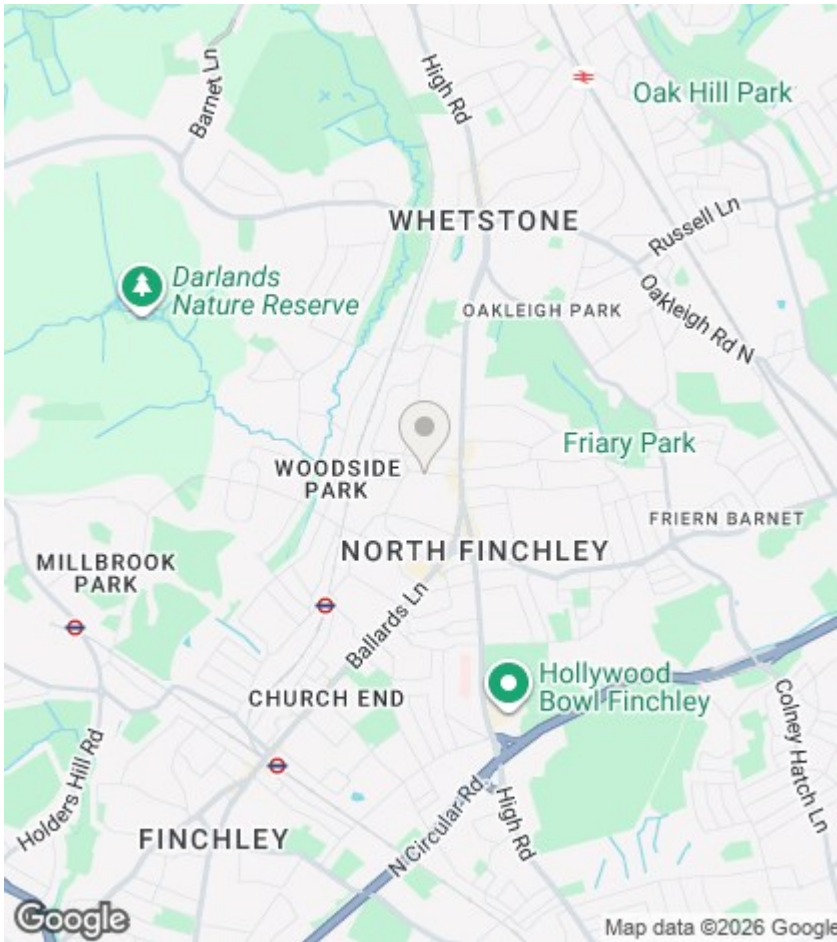 Barnet Ln
High Rd
Oak Hill Park
WHETSTONE
Russell Ln
Darlands
Nature Reserve
OAKLEIGH PARK
Oakleigh Rd N
Friary Park
WOODSIDE
PARK
FRIERN BARNET
NORTH FINCHLEY
MILLBROOK
PARK
Ballards Ln
Hollywood
Bowl Finchley
CHURCH END
Colney Hatch Ln
Holders Hill Rd
N Circular Rd
High Rd
FINCHLEY
Google
Map data ©2026 Google